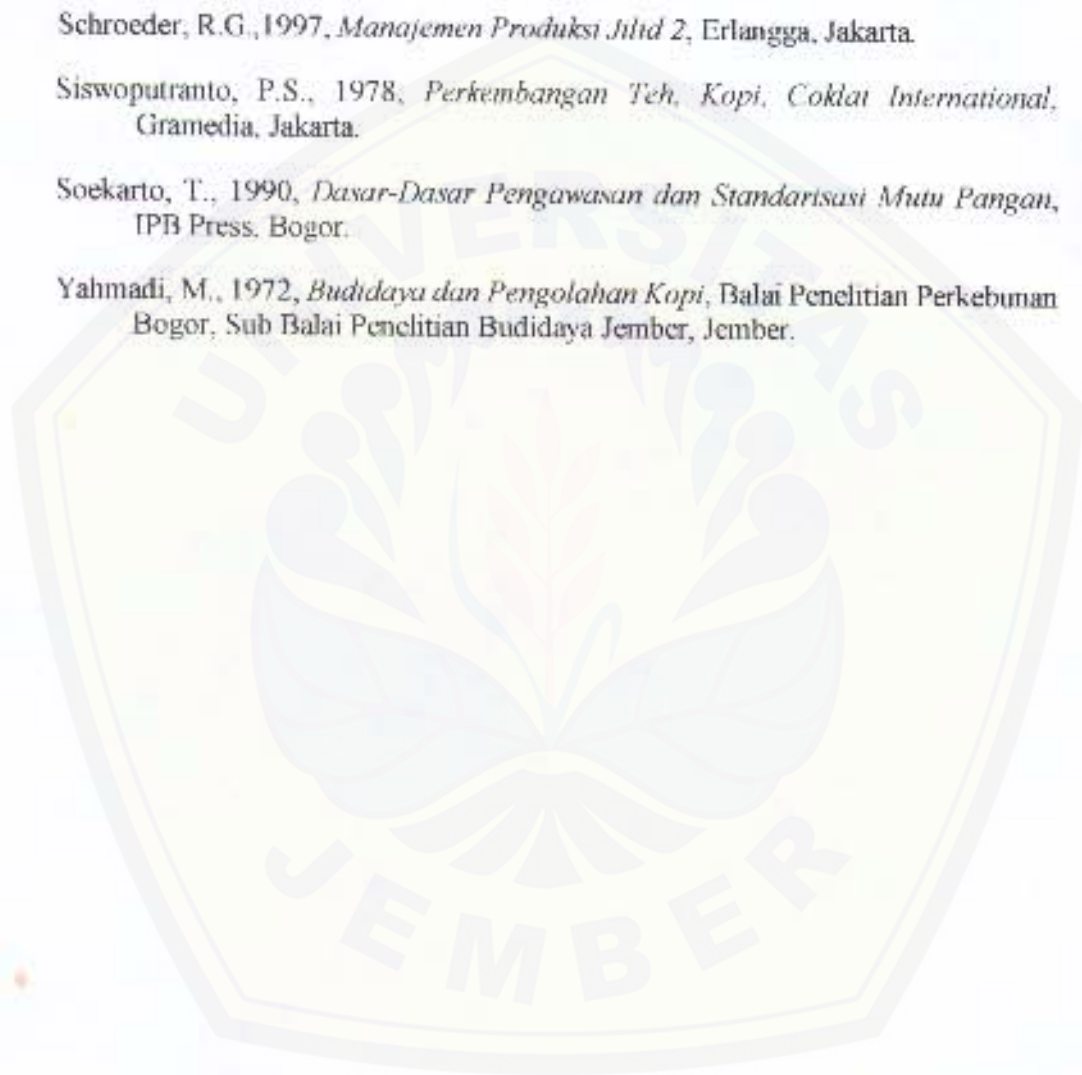 Schroeder, R.G.,1997, Manajemen Produksi Jilid 2, Erlangga, Jakarta.
Siswoputranto, P.S., 1978, Perkembangan Teh, Kopi, Coklat International,
Gramedia, Jakarta.
Soekarto, T., 1990, Dasar-Dasar Pengawasan dan Standarisasi Mutu Pangan,
IPB Press, Bogor.
Yahmadi, M., 1972, Budidaya dan Pengolahan Kopi, Balai Penelitian Perkebunan
Bogor, Sub Balai Penelitian Budidaya Jember, Jember.
UNIVERSITAS
JEMBER